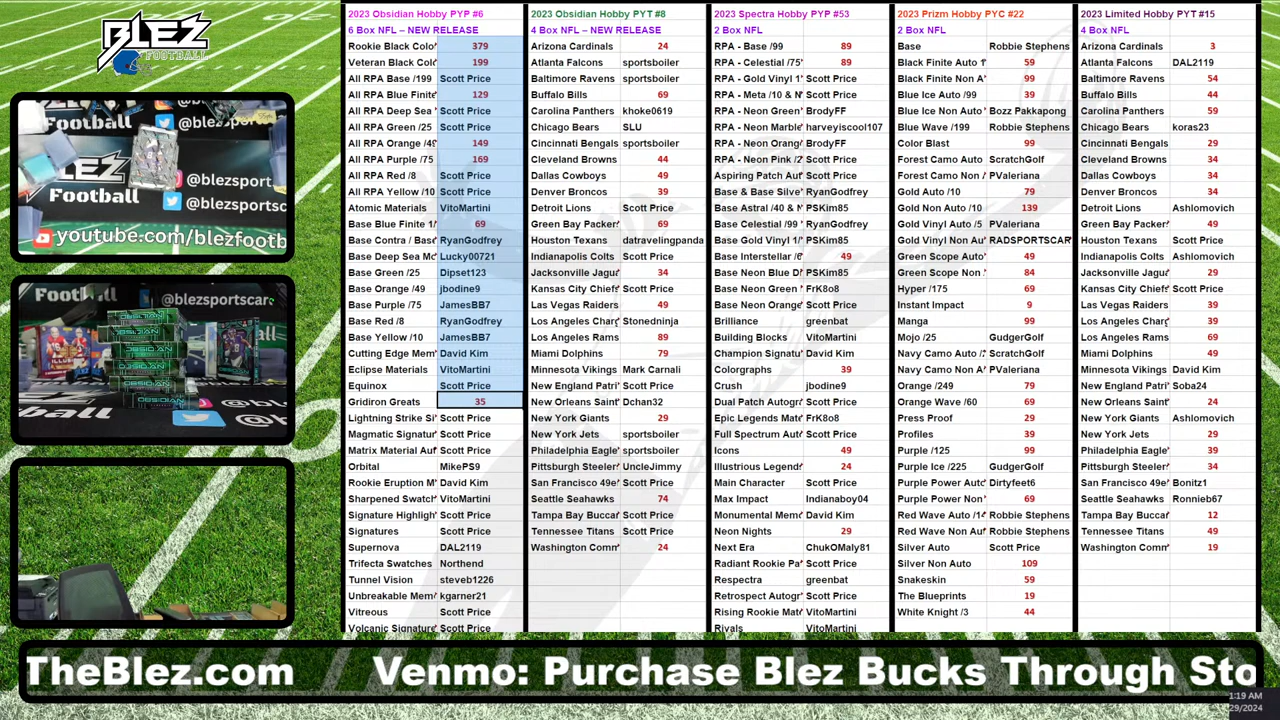 BLEZ
FOOTBALL
Football
@blezsport
BLEZ
Football
youtube.com/blezfootb
@blezsportscar
OBSIDIAN
2023 Obsidian Hobby PYP #6
6 Box NFL – NEW RELEASE
Rookie Black Colo 379
Veteran Black Col 199
All RPA Base /199 Scott Price
All RPA Blue Finite 129
All RPA Deep Sea Scott Price
All RPA Green /25 Scott Price
All RPA Orange /49 149
All RPA Purple /75 169
All RPA Red /8 Scott Price
All RPA Yellow /10 Scott Price
Atomic Materials VitoMartini
Base Blue Finite 1/ 69
Base Contra / Base RyanGodfrey
Base Deep Sea Mo Lucky00721
Base Green /25 Dipset123
Base Orange /49 jbodine9
Base Purple /75 JamesBB7
Base Red /8 RyanGodfrey
Base Yellow /10 JamesBB7
Cutting Edge Mem David Kim
Eclipse Materials VitoMartini
Equinox Scott Price
Gridiron Greats 35
Lightning Strike Si Scott Price
Magmatic Signatur Scott Price
Matrix Material Aut Scott Price
Orbital MikePS9
Rookie Eruption M David Kim
Sharpened Swatch VitoMartini
Signature Highligh Scott Price
Signatures Scott Price
Supernova DAL2119
Trifecta Swatches Northend
Tunnel Vision steveb1226
Unbreakable Mem kgarner21
Vitreous Scott Price
Volcanic Signature Scott Price
2023 Obsidian Hobby PYT #8
4 Box NFL – NEW RELEASE
Arizona Cardinals 24
Atlanta Falcons sportsboiler
Baltimore Ravens sportsboiler
Buffalo Bills 69
Carolina Panthers khoke0619
Chicago Bears SLU
Cincinnati Bengals sportsboiler
Cleveland Browns 44
Dallas Cowboys 49
Denver Broncos 39
Detroit Lions Scott Price
Green Bay Packer 69
Houston Texans datravelingpanda
Indianapolis Colts Scott Price
Jacksonville Jagu 34
Kansas City Chief Scott Price
Las Vegas Raiders 49
Los Angeles Char Stonedninja
Los Angeles Rams 89
Miami Dolphins 79
Minnesota Vikings Mark Carnali
New England Patri Scott Price
New Orleans Saint Dchan32
New York Giants 29
New York Jets sportsboiler
Philadelphia Eagle sportsboiler
Pittsburgh Steeler UncleJimmy
San Francisco 49e Scott Price
Seattle Seahawks 74
Tampa Bay Buccan Scott Price
Tennessee Titans Scott Price
Washington Comm 24
2023 Spectra Hobby PYP #53
2 Box NFL
RPA - Base /99 89
RPA - Celestial /75 89
RPA - Gold Vinyl 1 Scott Price
RPA - Meta /10 & N Scott Price
RPA - Neon Green BrodyFF
RPA - Neon Marble harveyiscool107
RPA - Neon Orang BrodyFF
RPA - Neon Pink /2 Scott Price
Aspiring Patch Aut Scott Price
Base & Base Silve RyanGodfrey
Base Astral /40 & N PSKim85
Base Celestial /99 RyanGodfrey
Base Gold Vinyl 1/ PSKim85
Base Interstellar /6 49
Base Neon Blue D PSKim85
Base Neon Green FrK8o8
Base Neon Orange Scott Price
Brilliance greenbat
Building Blocks VitoMartini
Champion Signatu David Kim
Colorgraphs 39
Crush jbodine9
Dual Patch Autogr Scott Price
Epic Legends Mat FrK8o8
Full Spectrum Aut Scott Price
Icons 49
Illustrious Legend 24
Main Character Scott Price
Max Impact Indianaboy04
Monumental Mem David Kim
Neon Nights 29
Next Era ChukOMaly81
Radiant Rookie Pa Scott Price
Respectra greenbat
Retrospect Autogr Scott Price
Rising Rookie Mat VitoMartini
Rivals VitoMartini
2023 Prizm Hobby PYC #22
2 Box NFL
Base Robbie Stephens
Black Finite Auto 1 59
Black Finite Non A 99
Blue Ice Auto /99 39
Blue Ice Non Auto Bozz Pakkapong
Blue Wave /199 Robbie Stephens
Color Blast 99
Forest Camo Auto ScratchGolf
Forest Camo Non PValeriana
Gold Auto /10 79
Gold Non Auto /10 139
Gold Vinyl Auto /5 PValeriana
Gold Vinyl Non Au RADSPORTSCAR
Green Scope Auto 49
Green Scope Non 84
Hyper /175 69
Instant Impact 9
Manga 99
Mojo /25 GudgerGolf
Navy Camo Auto / ScratchGolf
Navy Camo Non A PValeriana
Orange /249 79
Orange Wave /60 69
Press Proof 29
Profiles 39
Purple /125 99
Purple Ice /225 GudgerGolf
Purple Power Auto Dirtyfeet6
Purple Power Non 69
Red Wave Auto /14 Robbie Stephens
Red Wave Non Aut Robbie Stephens
Silver Auto Scott Price
Silver Non Auto 109
Snakeskin 59
The Blueprints 19
White Knight /3 44
2023 Limited Hobby PYT #15
4 Box NFL
Arizona Cardinals 3
Atlanta Falcons DAL2119
Baltimore Ravens 54
Buffalo Bills 44
Carolina Panthers 59
Chicago Bears koras23
Cincinnati Bengals 29
Cleveland Browns 34
Dallas Cowboys 34
Denver Broncos 34
Detroit Lions Ashlomovich
Green Bay Packer 49
Houston Texans Scott Price
Indianapolis Colts Ashlomovich
Jacksonville Jagu 29
Kansas City Chief Scott Price
Las Vegas Raiders 39
Los Angeles Char 39
Los Angeles Rams 69
Miami Dolphins 49
Minnesota Vikings David Kim
New England Patri Soba24
New Orleans Saint 24
New York Giants Ashlomovich
New York Jets 29
Philadelphia Eagle 39
Pittsburgh Steeler 34
San Francisco 49e Bonitz1
Seattle Seahawks Ronnieb67
Tampa Bay Buccan 12
Tennessee Titans 49
Washington Comm 19
TheBlez.com / Venmo: Purchase Blez Bucks Through Sto
1:19 AM
29/2024